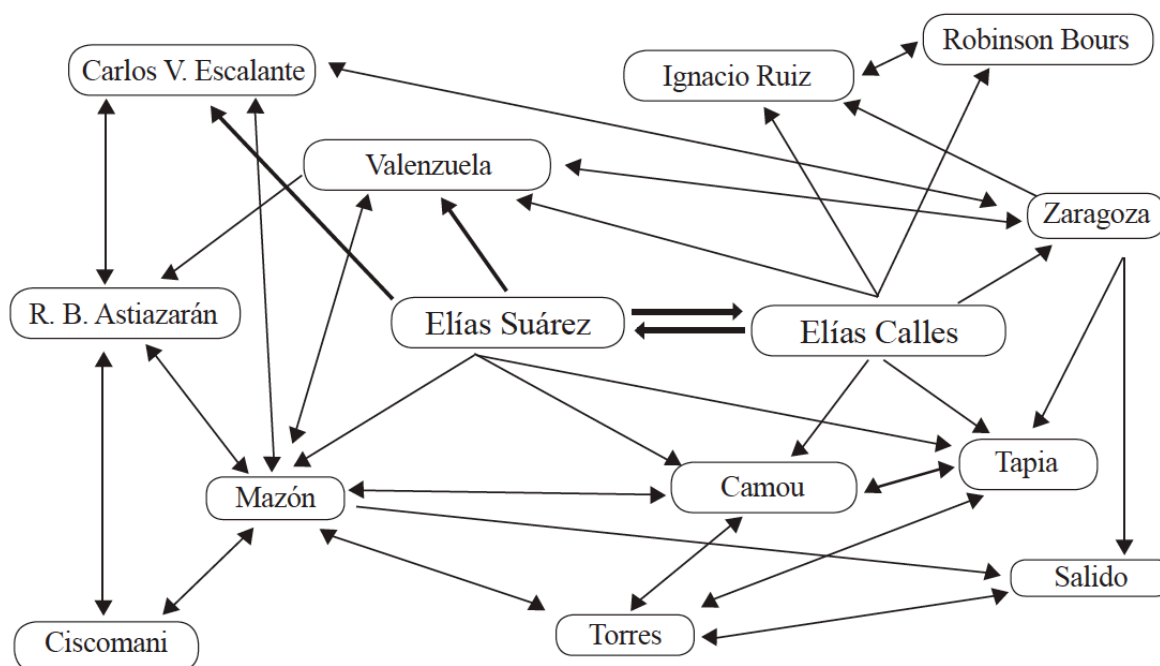 Robinson Bours
Carlos V. Escalante
Ignacio Ruiz
Valenzuela
Zaragoza
R. B. Astiazarán
Elías Suárez
Elías Calles
Tapia
Camou
Mazón
Salido
Torres
Ciscomani